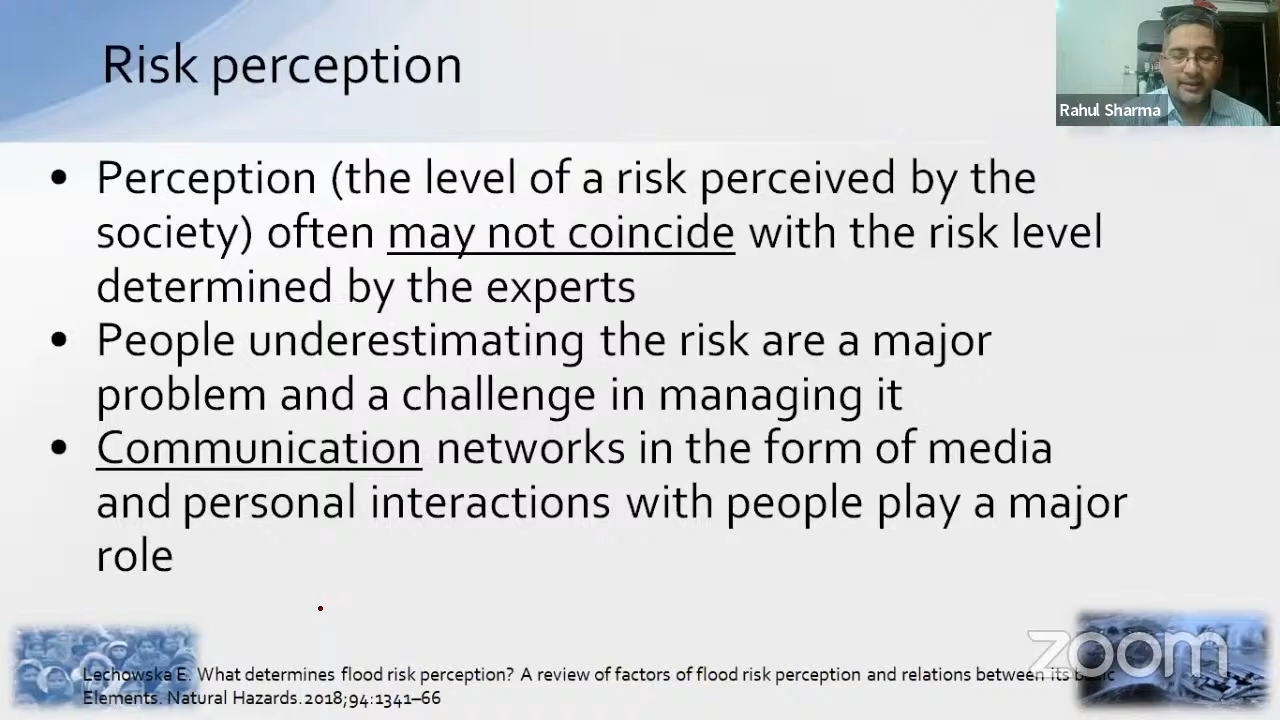 Risk perception
Rahul Sharma
• Perception (the level of a risk perceived by the
society) often may not coincide with the risk level
determined by the experts
• People underestimating the risk are a major
problem and a challenge in managing it
• Communication networks in the form of media
and personal interactions with people play a major
role
zoom
Lechowska E. What determines flood risk perception? A review of factors of flood risk perception and relations between its basic
Elements. Natural Hazards. 2018;94:1341–66